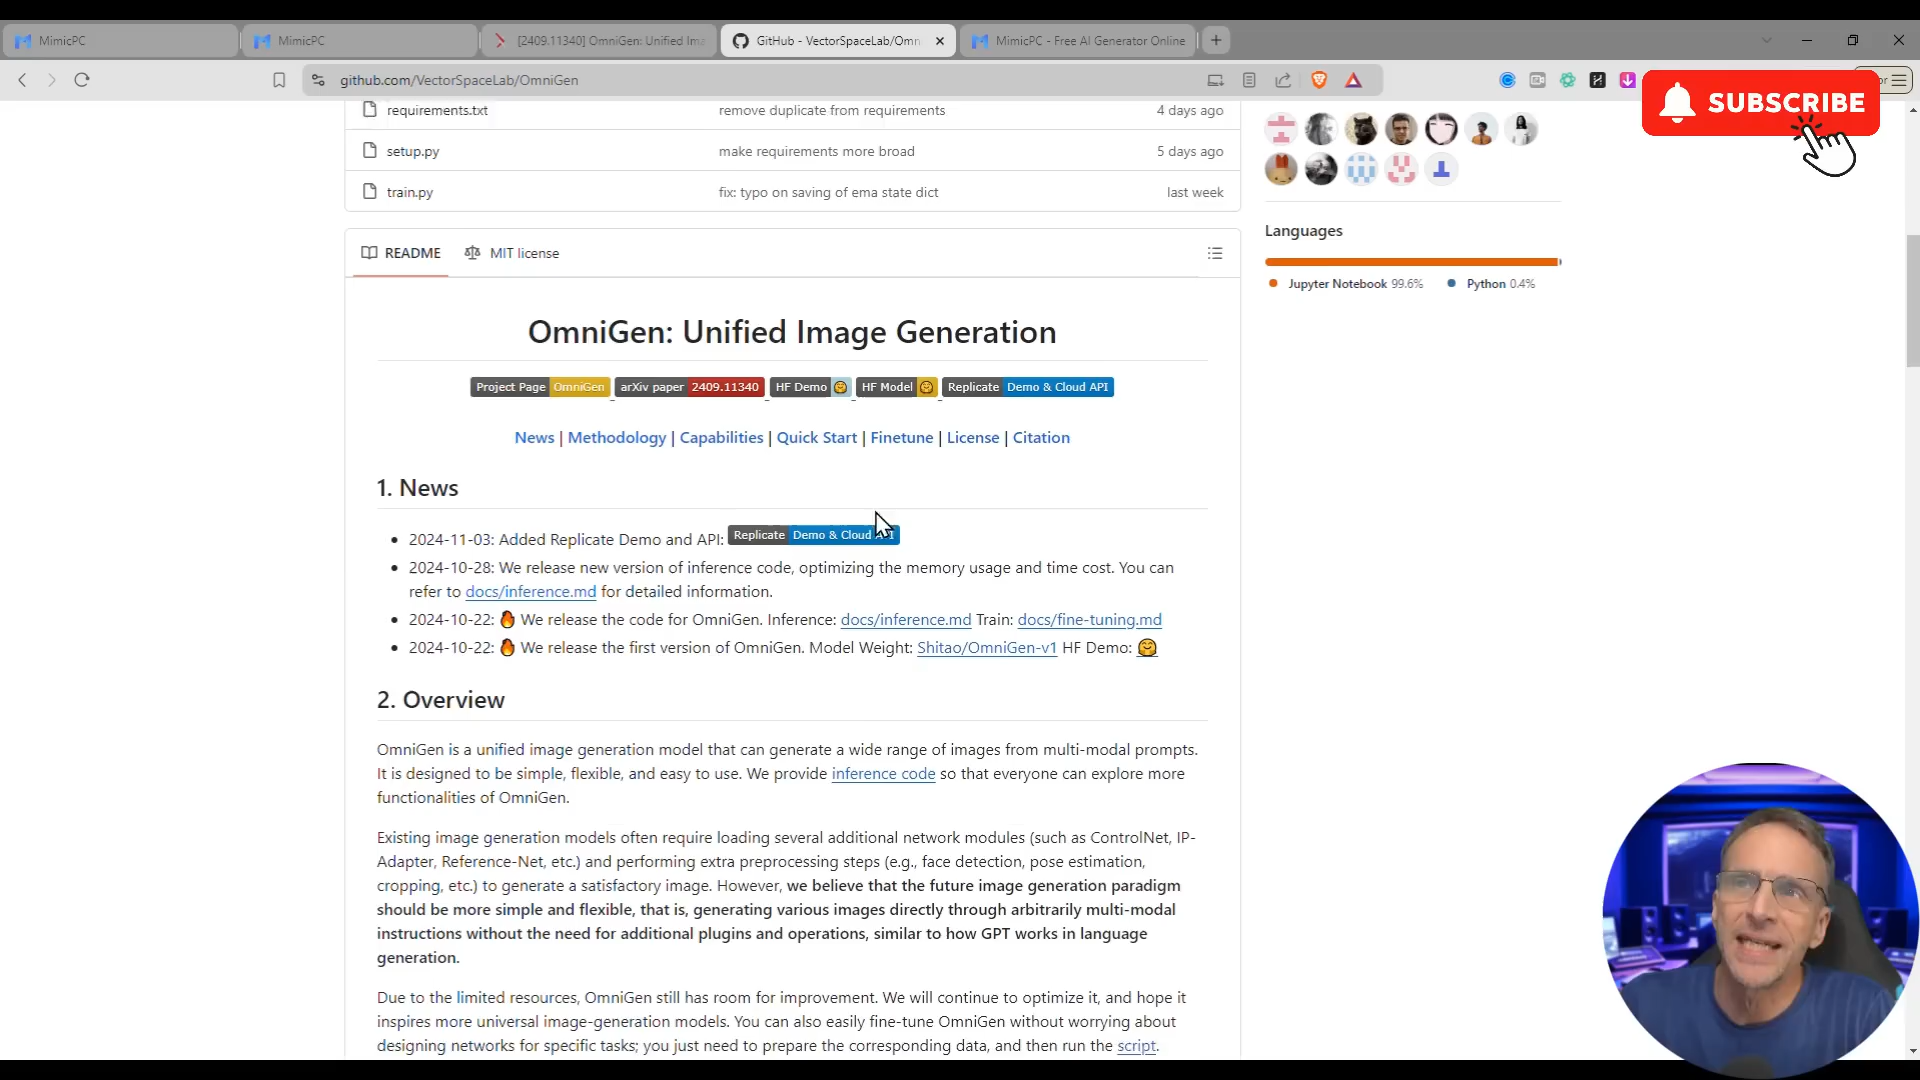 MimicPC
MimicPC
[2409.11340] OmniGen: Unified Ima
GitHub - VectorSpaceLab/Omn
MimicPC - Free AI Generator Online
github.com/VectorSpaceLab/OmniGen
SUBSCRIBE
requirements.txt remove duplicate from requirements 4 days ago
setup.py make requirements more broad 5 days ago
train.py fix: typo on saving of ema state dict last week
Languages
Jupyter Notebook 99.6% Python 0.4%
README MIT license
OmniGen: Unified Image Generation
Project Page OmniGen arXiv paper 2409.11340 HF Demo 🤗 HF Model 🤗 Replicate Demo & Cloud API
News | Methodology | Capabilities | Quick Start | Finetune | License | Citation
1. News
• 2024-11-03: Added Replicate Demo and API: Replicate Demo & Cloud
• 2024-10-28: We release new version of inference code, optimizing the memory usage and time cost. You can
refer to docs/inference.md for detailed information.
• 2024-10-22: 🔥 We release the code for OmniGen. Inference: docs/inference.md Train: docs/fine-tuning.md
• 2024-10-22: 🔥 We release the first version of OmniGen. Model Weight: Shitao/OmniGen-v1 HF Demo: 🤗
2. Overview
OmniGen is a unified image generation model that can generate a wide range of images from multi-modal prompts.
It is designed to be simple, flexible, and easy to use. We provide inference code so that everyone can explore more
functionalities of OmniGen.
Existing image generation models often require loading several additional network modules (such as ControlNet, IP-
Adapter, Reference-Net, etc.) and performing extra preprocessing steps (e.g., face detection, pose estimation,
cropping, etc.) to generate a satisfactory image. However, we believe that the future image generation paradigm
should be more simple and flexible, that is, generating various images directly through arbitrarily multi-modal
instructions without the need for additional plugins and operations, similar to how GPT works in language
generation.
Due to the limited resources, OmniGen still has room for improvement. We will continue to optimize it, and hope it
inspires more universal image-generation models. You can also easily fine-tune OmniGen without worrying about
designing networks for specific tasks; you just need to prepare the corresponding data, and then run the script.